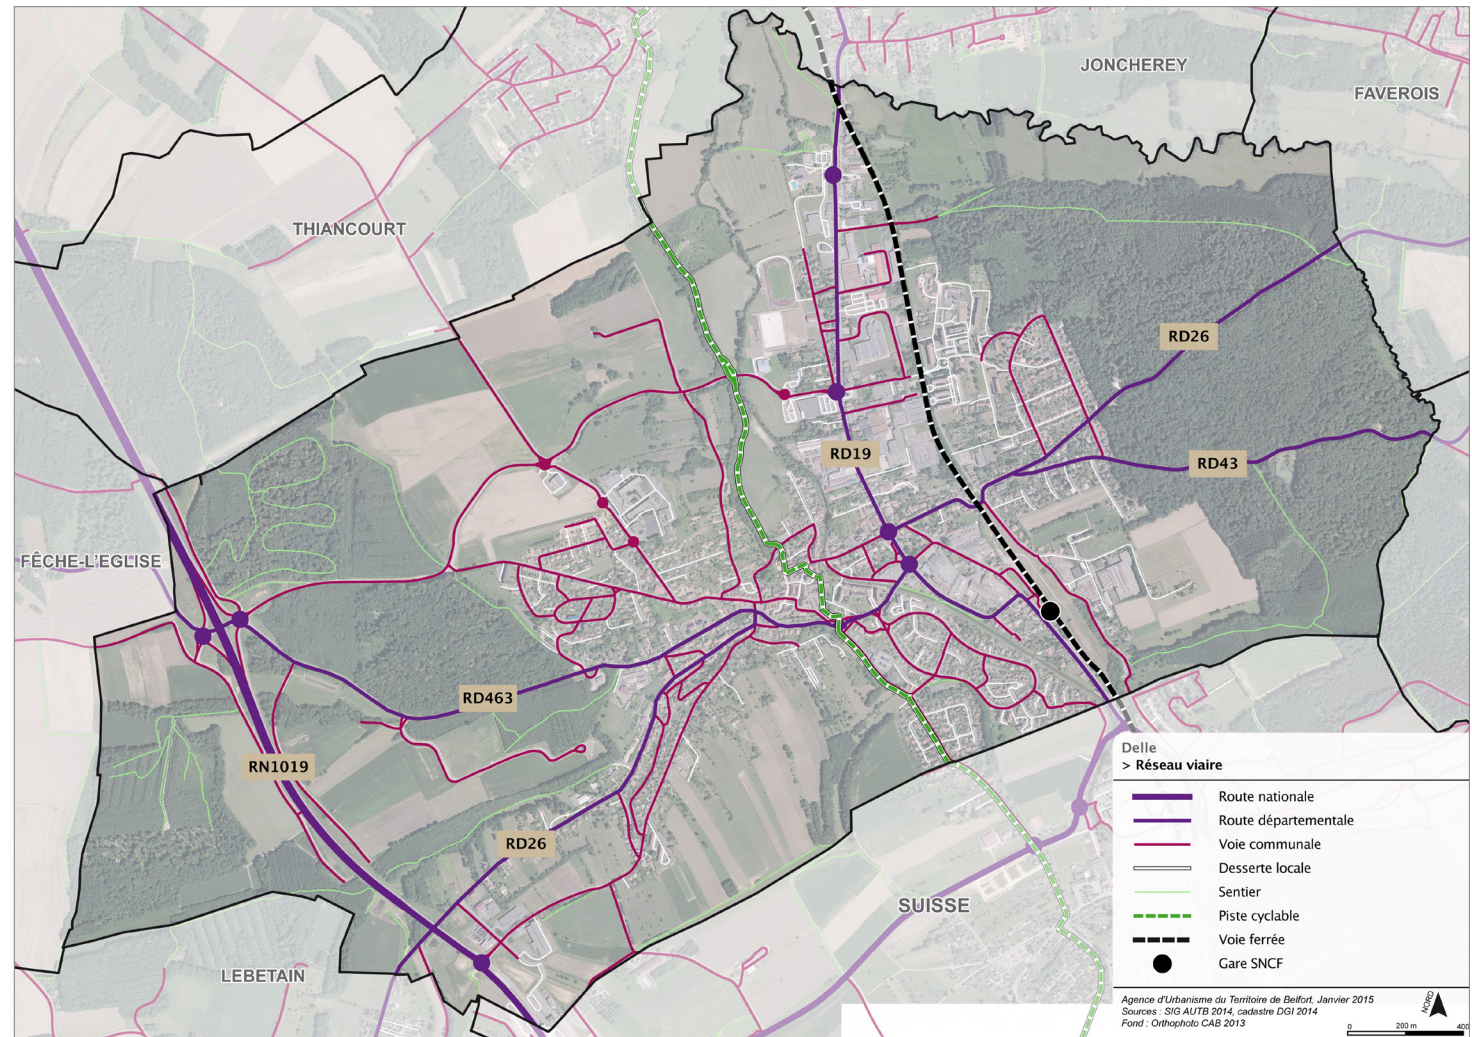 JONCHEREY
FAVEROIS
THIANCOURT
RD26
RD19
RD43
FÊCHE-L'EGLISE
RD463
RN1019
RD26
SUISSE
LEBETAIN
Delle
> Réseau viaire
Route nationale
Route départementale
Voie communale
Desserte locale
Sentier
Piste cyclable
Voie ferrée
Gare SNCF
Agence d'Urbanisme du Territoire de Belfort, Janvier 2015
Sources : SIG AUTB 2014, cadastre DGI 2014
Fond : Orthophoto CAB 2013
NORD
0 200 m 400